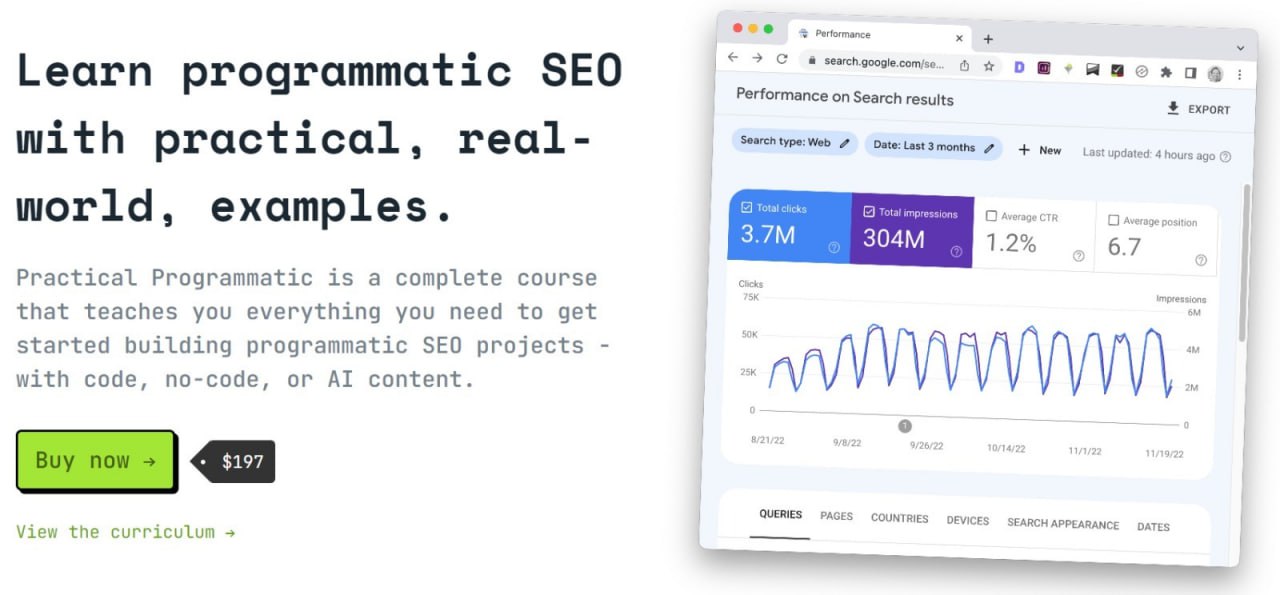 Learn programmatic SEO
with practical, real-
world, examples.
Practical Programmatic is a complete course
that teaches you everything you need to get
started building programmatic SEO projects -
with code, no-code, or AI content.
Buy now →
$197
View the curriculum →
Performance
search.google.com/se...
Performance on Search results
EXPORT
Search type: Web
Date: Last 3 months
+ New
Last updated: 4 hours ago
Total clicks
3.7M
Total impressions
304M
Average CTR
1.2%
Average position
6.7
Clicks
Impressions
75K
50K
25K
0
6M
4M
2M
0
1
8/21/22
9/8/22
9/26/22
10/14/22
11/1/22
11/19/22
QUERIES
PAGES
COUNTRIES
DEVICES
SEARCH APPEARANCE
DATES